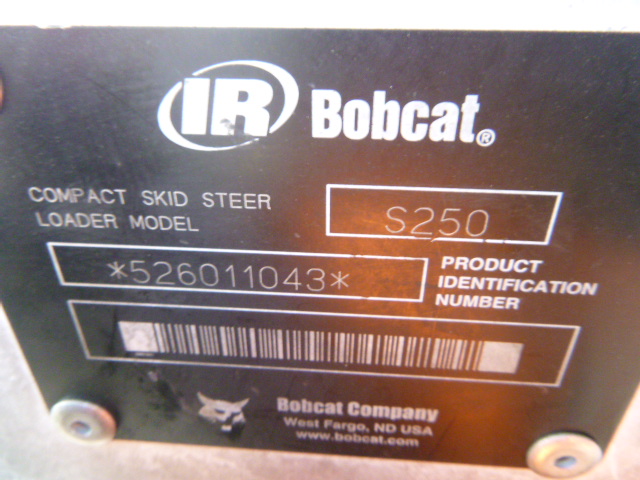 IR Bobcat®
COMPACT SKID STEER
LOADER MODEL
S250
*526011043*
PRODUCT
IDENTIFICATION
NUMBER
Bobcat Company
West Fargo, ND USA
www.bobcat.com